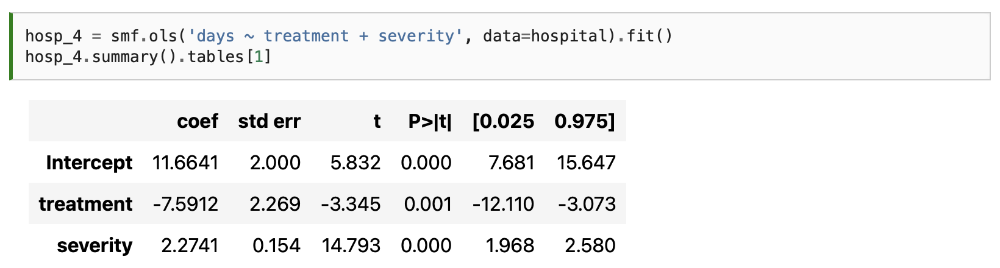 hosp_4 = smf.ols('days ~ treatment + severity', data=hospital).fit()
hosp_4.summary().tables[1]
coef std err t P>|t| [0.025 0.975]
Intercept 11.6641 2.000 5.832 0.000 7.681 15.647
treatment -7.5912 2.269 -3.345 0.001 -12.110 -3.073
severity 2.2741 0.154 14.793 0.000 1.968 2.580